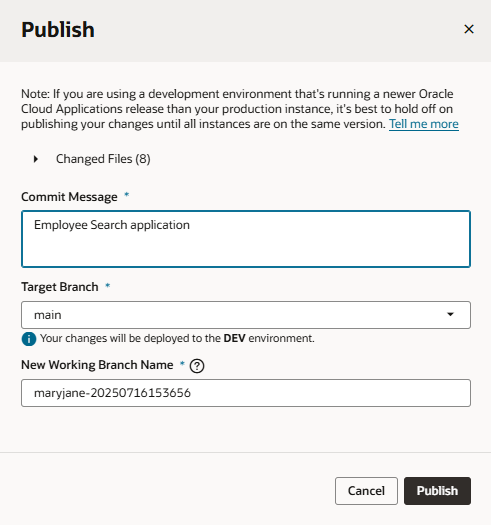 Publish
Note: If you are using a development environment that's running a newer Oracle
Cloud Applications release than your production instance, it's best to hold off on
publishing your changes until all instances are on the same version. Tell me more
Changed Files (8)
Commit Message *
Employee Search application
Target Branch *
main
Your changes will be deployed to the DEV environment.
New Working Branch Name *
maryjane-20250716153656
Cancel Publish